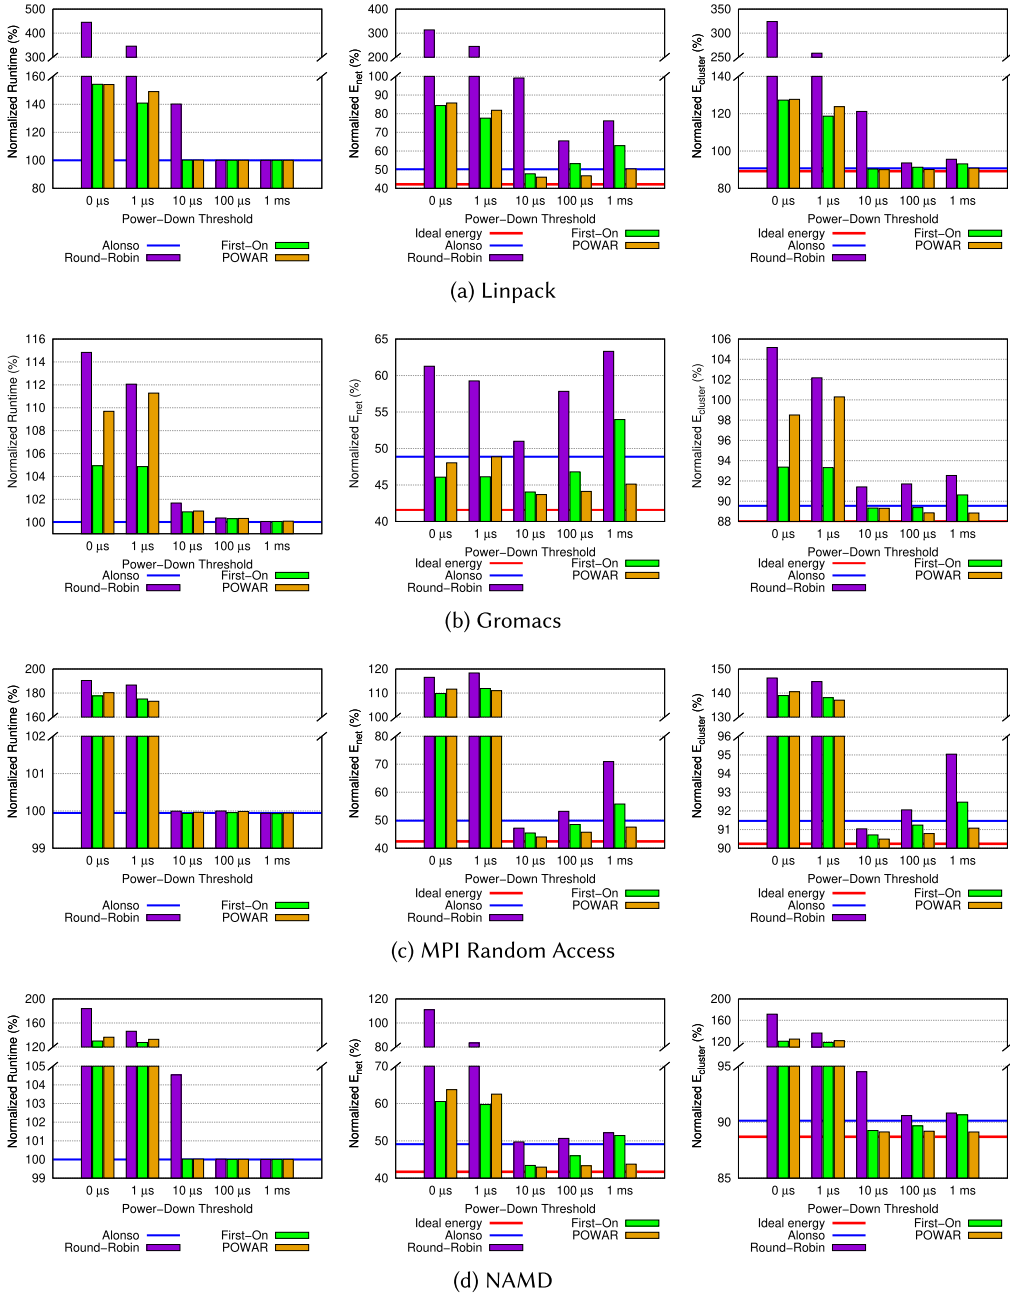 500
300
160
140
120
100
80
Normalized Runtime (%)
0 µs 1 µs 10 µs 100 µs 1 ms
Power-Down Threshold
Alonso
Round-Robin
First-On
POWAR
400
200
100
90
80
70
60
50
40
Normalized Enet (%)
0 µs 1 µs 10 µs 100 µs 1 ms
Power-Down Threshold
Ideal energy
Alonso
Round-Robin
First-On
POWAR
350
250
140
120
100
80
Normalized Ecluster (%)
0 µs 1 µs 10 µs 100 µs 1 ms
Power-Down Threshold
Ideal energy
Alonso
Round-Robin
First-On
POWAR
(a) Linpack
116
114
112
110
108
106
104
102
100
Normalized Runtime (%)
0 µs 1 µs 10 µs 100 µs 1 ms
Power-Down Threshold
Alonso
Round-Robin
First-On
POWAR
65
60
55
50
45
40
Normalized Enet (%)
0 µs 1 µs 10 µs 100 µs 1 ms
Power-Down Threshold
Ideal energy
Alonso
Round-Robin
First-On
POWAR
106
104
102
100
98
96
94
92
90
88
Normalized Ecluster (%)
0 µs 1 µs 10 µs 100 µs 1 ms
Power-Down Threshold
Ideal energy
Alonso
Round-Robin
First-On
POWAR
(b) Gromacs
200
180
160
102
101
100
99
Normalized Runtime (%)
0 µs 1 µs 10 µs 100 µs 1 ms
Power-Down Threshold
Alonso
Round-Robin
First-On
POWAR
120
110
100
80
70
60
50
40
Normalized Enet (%)
0 µs 1 µs 10 µs 100 µs 1 ms
Power-Down Threshold
Ideal energy
Alonso
Round-Robin
First-On
POWAR
150
140
130
96
95
94
93
92
91
90
Normalized Ecluster (%)
0 µs 1 µs 10 µs 100 µs 1 ms
Power-Down Threshold
Ideal energy
Alonso
Round-Robin
First-On
POWAR
(c) MPI Random Access
200
160
120
105
104
103
102
101
100
99
Normalized Runtime (%)
0 µs 1 µs 10 µs 100 µs 1 ms
Power-Down Threshold
Alonso
Round-Robin
First-On
POWAR
120
100
80
70
60
50
40
Normalized Enet (%)
0 µs 1 µs 10 µs 100 µs 1 ms
Power-Down Threshold
Ideal energy
Alonso
Round-Robin
First-On
POWAR
200
160
120
95
90
85
Normalized Ecluster (%)
0 µs 1 µs 10 µs 100 µs 1 ms
Power-Down Threshold
Ideal energy
Alonso
Round-Robin
First-On
POWAR
(d) NAMD